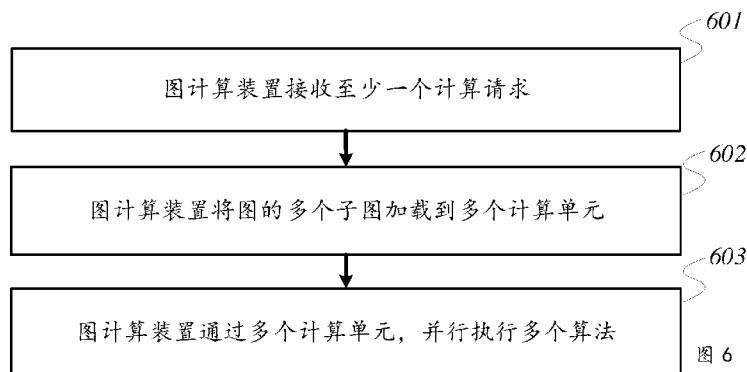 601
图计算装置接收至少一个计算请求
602
图计算装置将图的多个子图加载到多个计算单元
603
图计算装置通过多个计算单元，并行执行多个算法
图 6